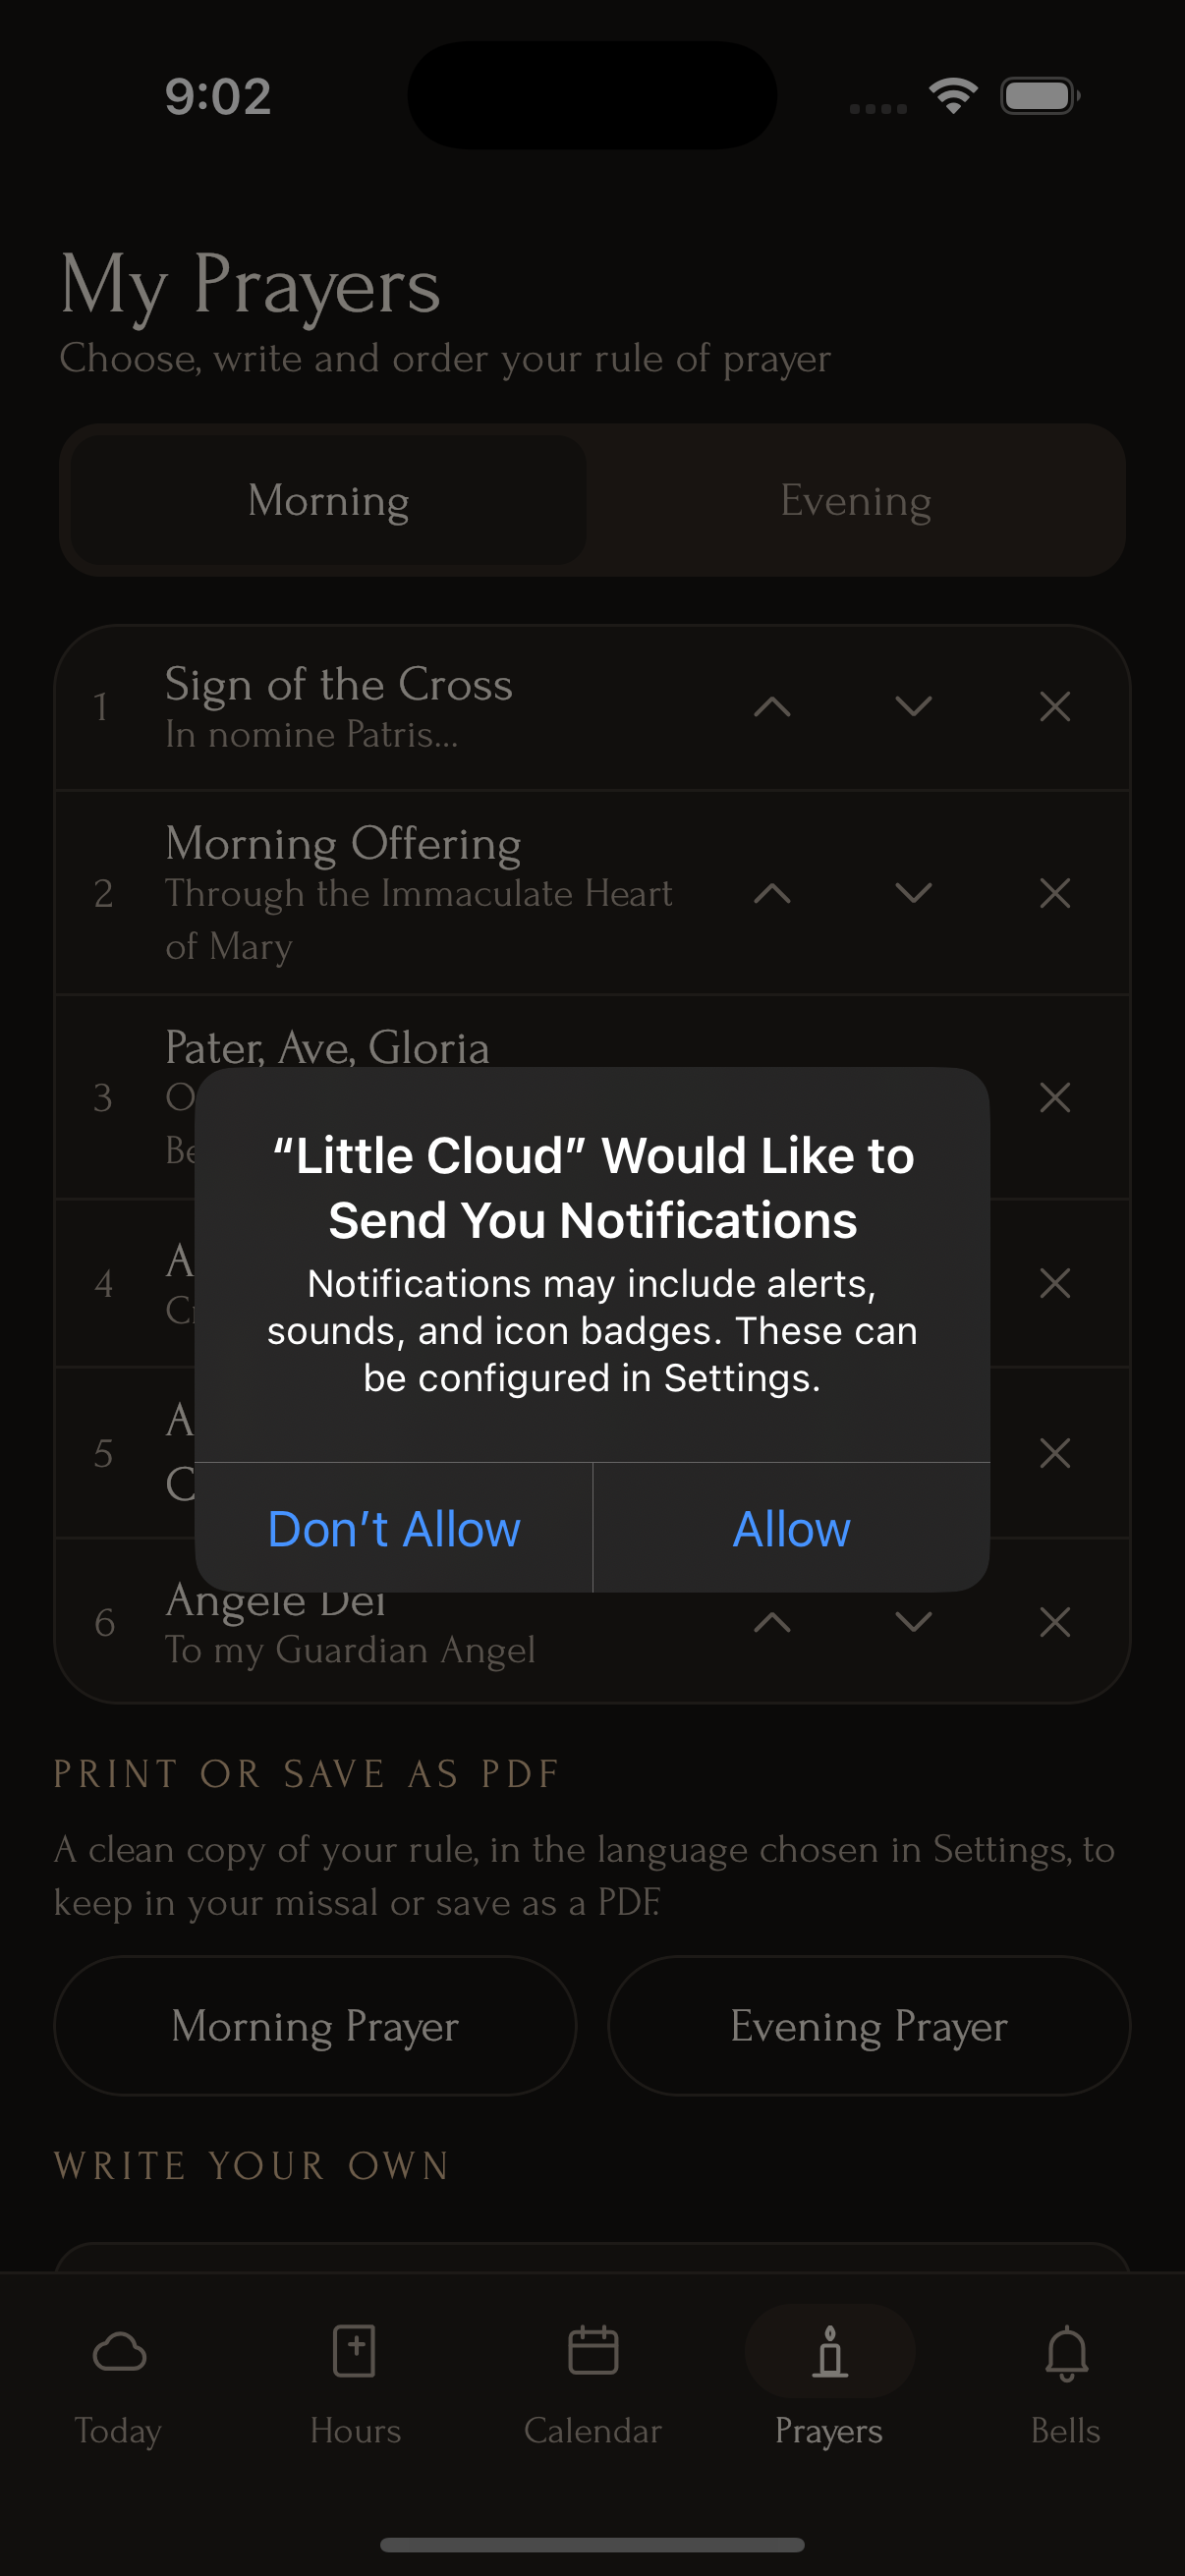 9:02
My Prayers
Choose, write and order your rule of prayer
Morning
Evening
1
Sign of the Cross
In nomine Patris...
2
Morning Offering
Through the Immaculate Heart
of Mary
3
Pater, Ave, Gloria
4
5
“Little Cloud” Would Like to
Send You Notifications
Notifications may include alerts,
sounds, and icon badges. These can
be configured in Settings.
Don’t Allow
Allow
6
Angele Dei
To my Guardian Angel
PRINT OR SAVE AS PDF
A clean copy of your rule, in the language chosen in Settings, to
keep in your missal or save as a PDF.
Morning Prayer
Evening Prayer
WRITE YOUR OWN
Today
Hours
Calendar
Prayers
Bells